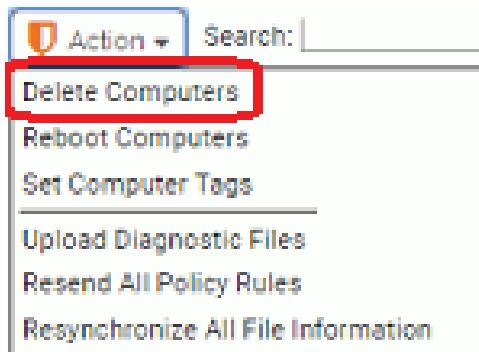 Action Search:
Delete Computers
Reboot Computers
Set Computer Tags
Upload Diagnostic Files
Resend All Policy Rules
Resynchronize All File Information